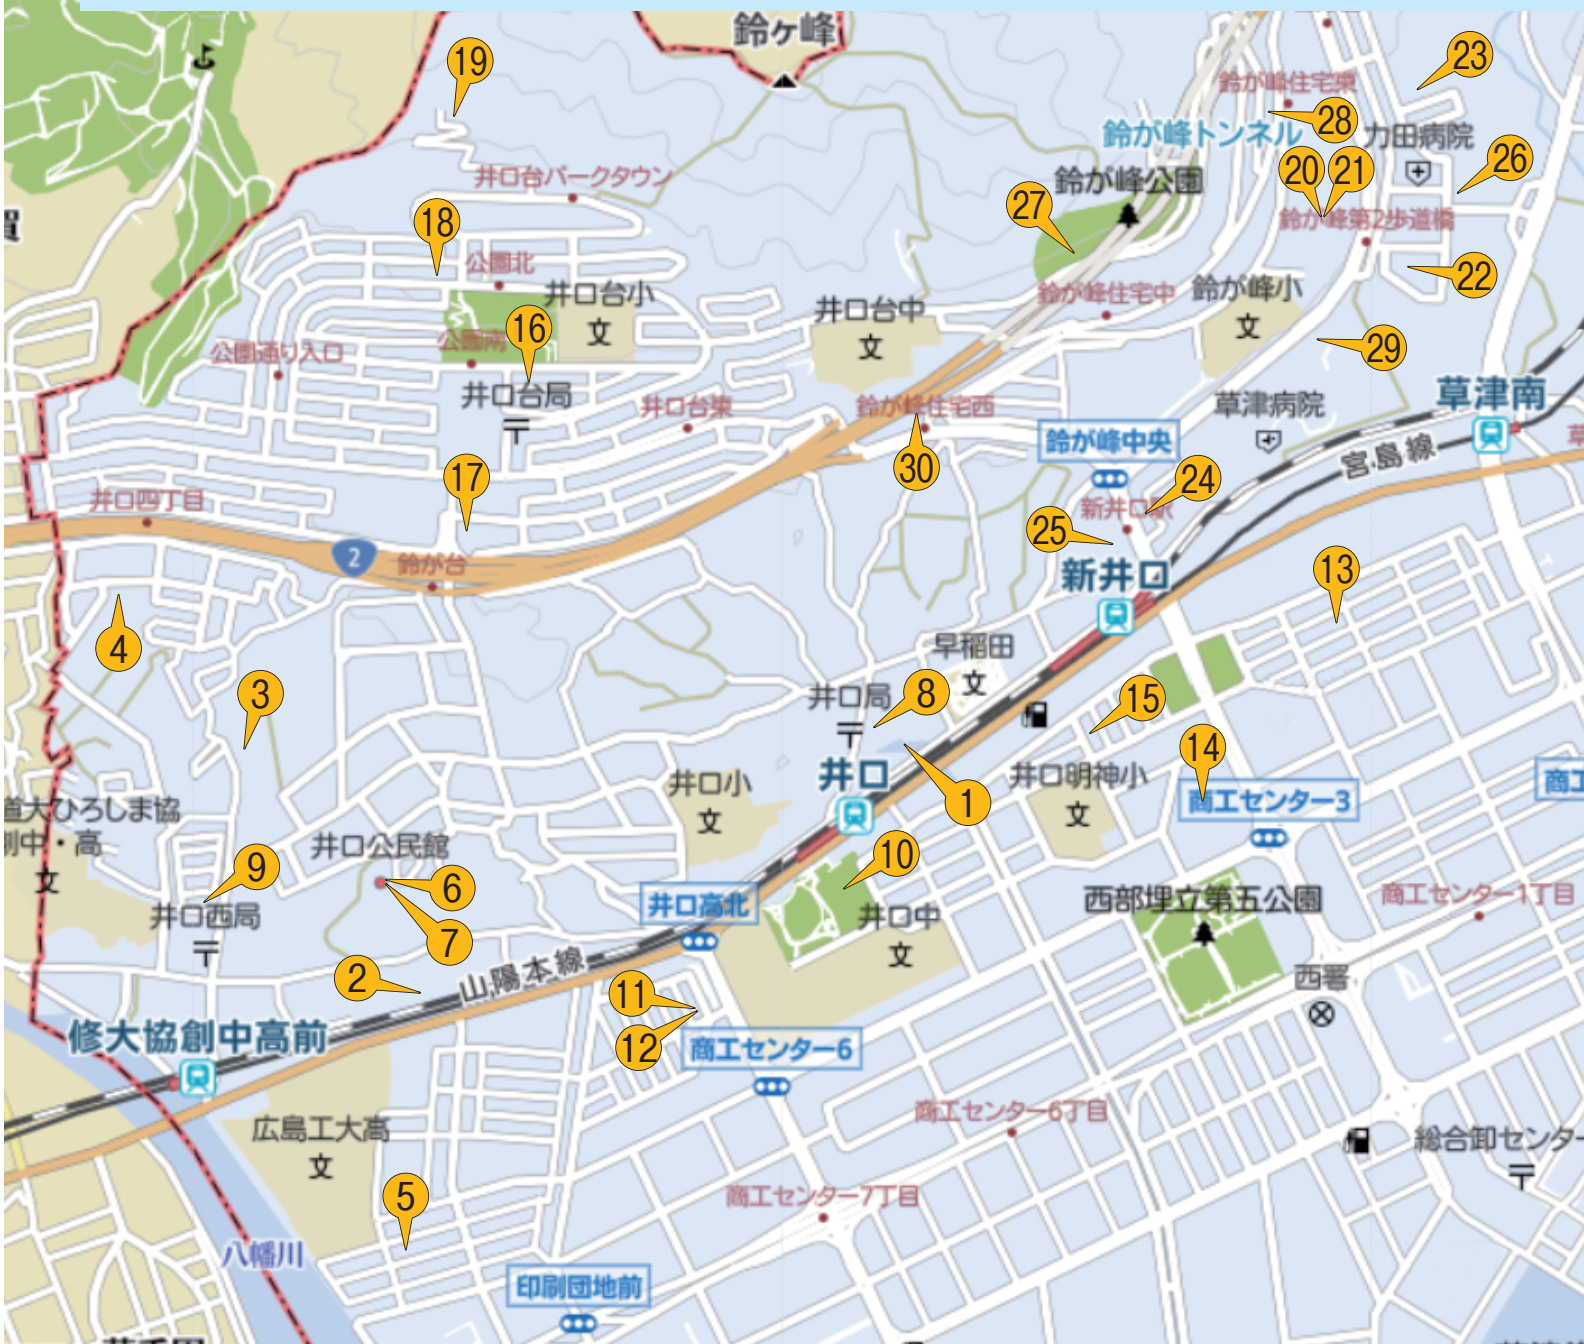 鈴ヶ峰
19
23
鈴が峰住宅東
28
鈴が峰トンネル
力田病院
井口台パークタウン
20
21
26
鈴が峰公園
27
18
賀
鈴が峰第2歩道橋
公園北
22
井口台小
文
鈴が峰住宅中
鈴が峰小
文
井口台中
文
16
公園南
公園通り入口
29
井口台局
井口台東
鈴が峰住宅西
草津南
草津病院
鈴が峰中央
宮島線
30
17
24
井口四丁目
新井口駅
25
2
鈴が台
新井口
13
4
早稲田
文
3
井口局
8
15
14
井口
井口小
文
1
井口明神小
文
商工センター3
商工
道大ひろしま協
創中・高
文
井口公民館
9
10
6
井口西局
7
井口高北
井口中
文
西部埋立第五公園
商工センター1丁目
山陽本線
2
11
西署
修大協創中高前
12
商工センター6
広島工大高
文
商工センター6丁目
総合卸センター
5
商工センター7丁目
八幡川
印刷団地前